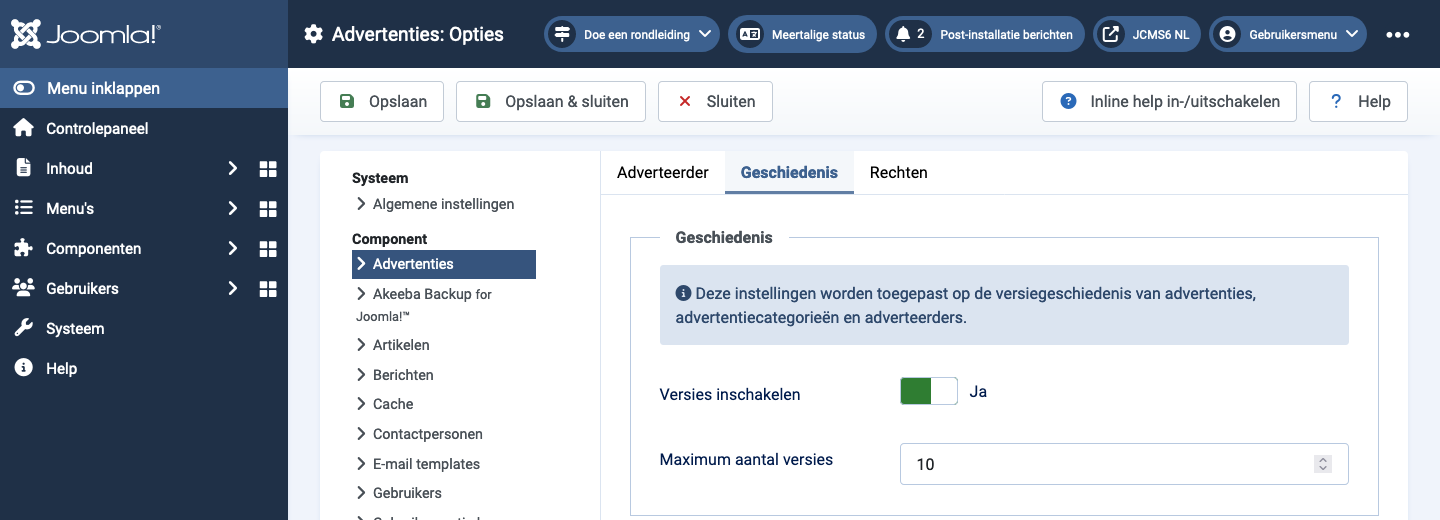 Joomla!®
Advertenties: Opties
Doe een rondleiding
Meertalige status
2
Post-installatie berichten
JCMS6 NL
Gebruikersmenu
Menu inklappen
Controlepaneel
Inhoud
Menu's
Componenten
Gebruikers
Systeem
Help
Opslaan
Opslaan & sluiten
Sluiten
Inline help in-/uitschakelen
Help
Systeem
Algemene instellingen
Component
Advertenties
Akeeba Backup for
Joomla!™
Artikelen
Berichten
Cache
Contactpersonen
E-mail templates
Gebruikers
Adverteerder
Geschiedenis
Rechten
Geschiedenis
Deze instellingen worden toegepast op de versiegeschiedenis van advertenties,
advertentiecategorieën en adverteerders.
Versies inschakelen
Ja
Maximum aantal versies
10